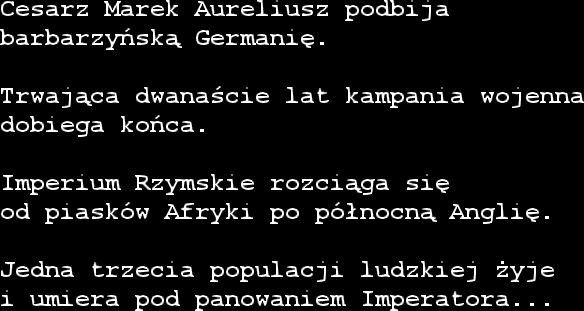 Cesarz Marek Aureliusz podbija
barbarzyńską Germanię.
Trwająca dwanaście lat kampania wojenna
dobiega końca.
Imperium Rzymskie rozciąga się
od piasków Afryki po północną Anglię.
Jedna trzecia populacji ludzkiej żyje
i umiera pod panowaniem Imperatora...